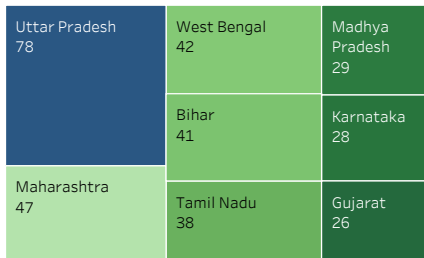 Uttar Pradesh
78
Maharashtra
47
West Bengal
42
Bihar
41
Tamil Nadu
38
Madhya
Pradesh
29
Karnataka
28
Gujarat
26